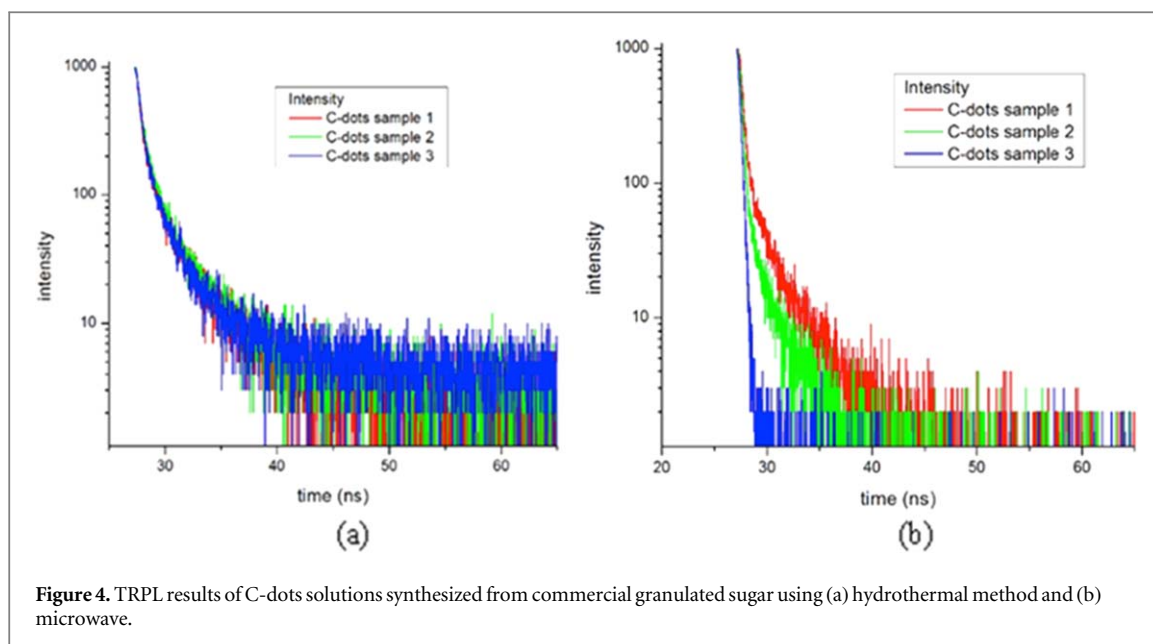 1000
100
10
intensity
Intensity
C-dots sample 1
C-dots sample 2
C-dots sample 3
30 40 50 60
time (ns)
(a)
1000
100
10
intensity
Intensity
C-dots sample 1
C-dots sample 2
C-dots sample 3
20 30 40 50 60
time (ns)
(b)
Figure 4. TRPL results of C-dots solutions synthesized from commercial granulated sugar using (a) hydrothermal method and (b)
microwave.